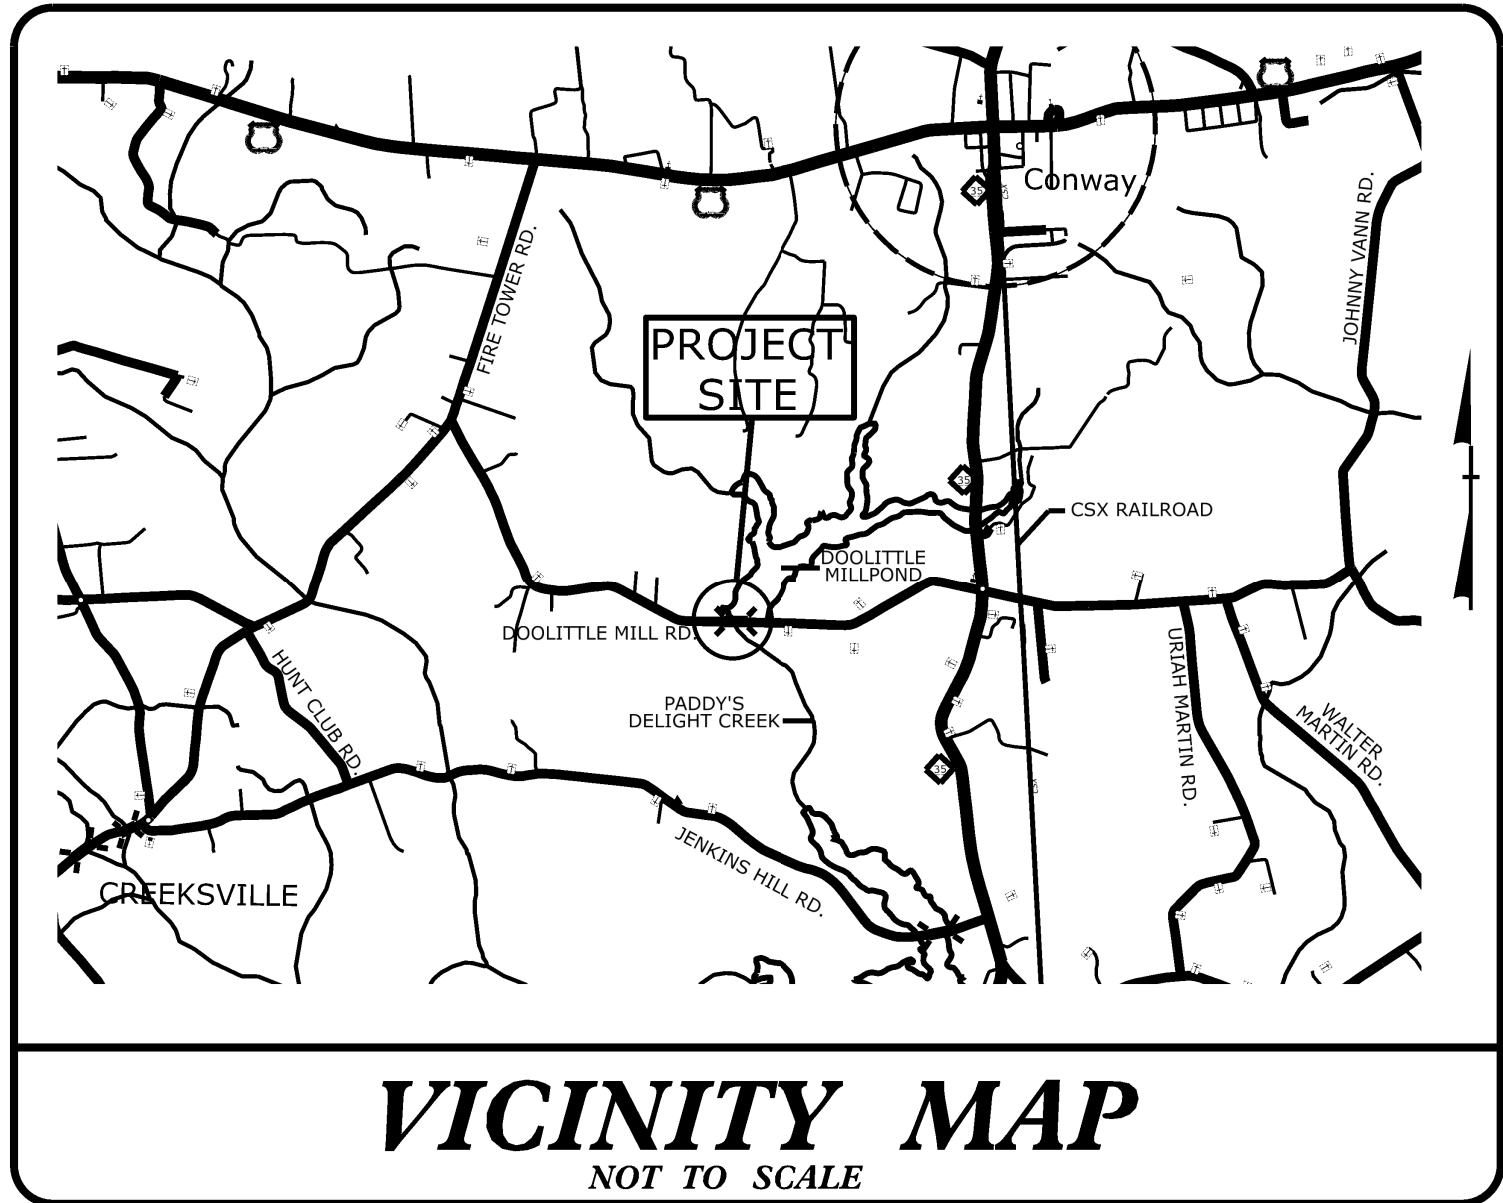 Conway
35
CSX
JOHNNY VANN RD.
FIRE TOWER RD.
PROJECT
SITE
35
CSX RAILROAD
DOOLITTLE
MILLPOND
DOOLITTLE MILL RD.
HUNT CLUB RD.
PADDY'S
DELIGHT CREEK
URIAH MARTIN RD.
WALTER
MARTIN RD.
35
JENKINS HILL RD.
CREEKSVILLE
VICINITY MAP
NOT TO SCALE